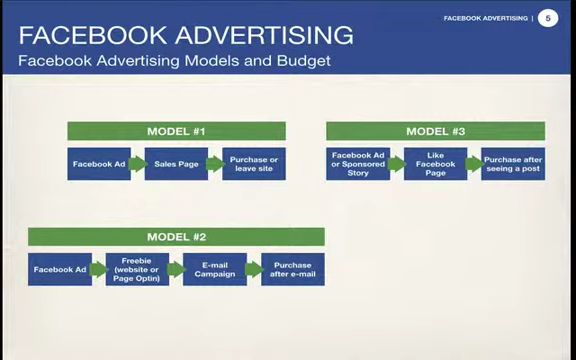 FACEBOOK ADVERTISING | 5
FACEBOOK ADVERTISING
Facebook Advertising Models and Budget
MODEL #1
Facebook Ad
Sales Page
Purchase or
leave site
MODEL #3
Facebook Ad
or Sponsored
Story
Like
Facebook
Page
Purchase after
seeing a post
MODEL #2
Facebook Ad
Freebie
(website or
Page Optin)
E-mail
Campaign
Purchase
after e-mail